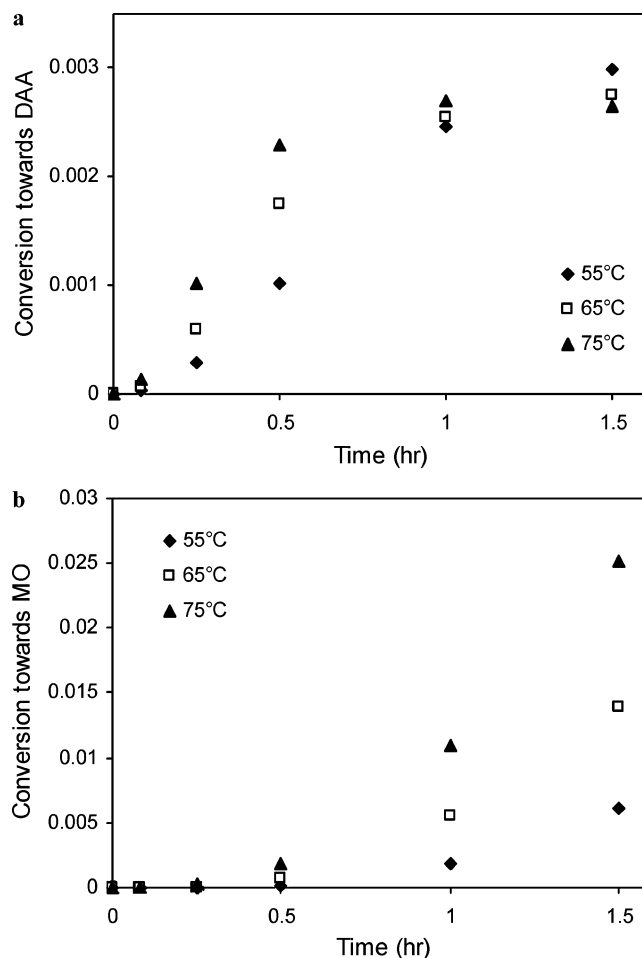 a
Conversion towards DAA
0.003
0.002
0.001
0
55°C
65°C
75°C
0 0.5 1 1.5
Time (hr)
b
Conversion towards MO
0.03
0.025
0.02
0.015
0.01
0.005
0
55°C
65°C
75°C
0 0.5 1 1.5
Time (hr)